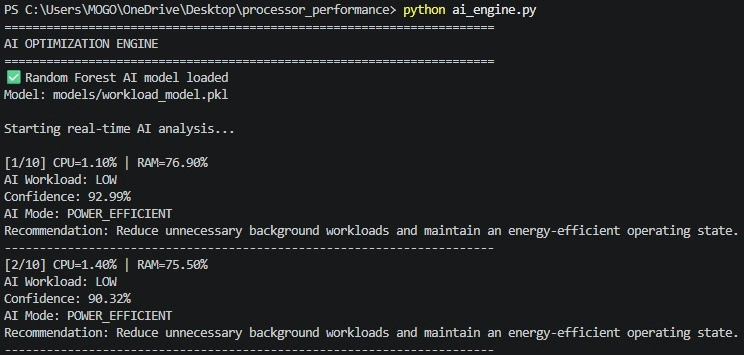 PS C:\Users\MOGO\OneDrive\Desktop\processor_performance> python ai_engine.py
======================================================================
AI OPTIMIZATION ENGINE
======================================================================
✅ Random Forest AI model loaded
Model: models/workload_model.pkl
Starting real-time AI analysis...
[1/10] CPU=1.10% | RAM=76.90%
AI Workload: LOW
Confidence: 92.99%
AI Mode: POWER_EFFICIENT
Recommendation: Reduce unnecessary background workloads and maintain an energy-efficient operating state.
----------------------------------------------------------------------
[2/10] CPU=1.40% | RAM=75.50%
AI Workload: LOW
Confidence: 90.32%
AI Mode: POWER_EFFICIENT
Recommendation: Reduce unnecessary background workloads and maintain an energy-efficient operating state.
----------------------------------------------------------------------